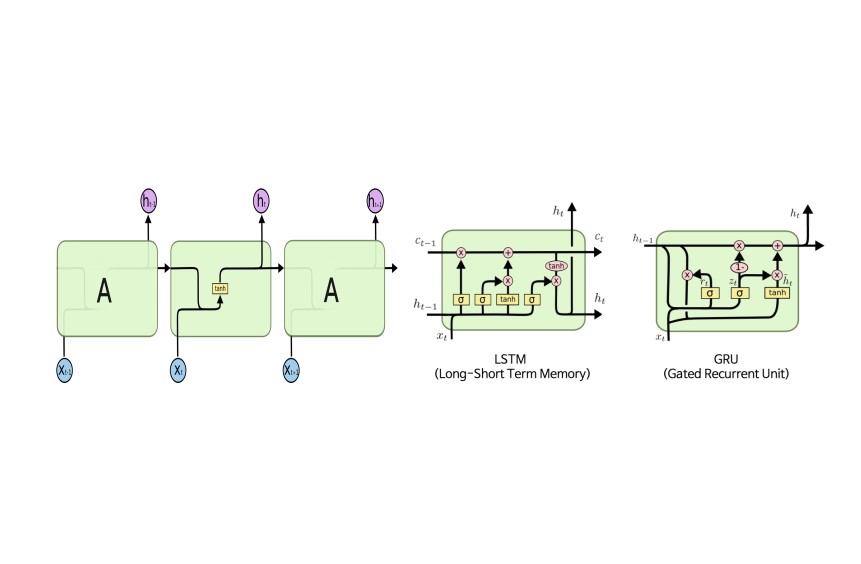 h_{t-1} h_t h_{t+1}
A tanh A
X_{t-1} X_t X_{t+1}
h_t
c_{t-1} c_t
x +
tanh
x x
σ σ tanh σ
h_{t-1} h_t
x_t
LSTM
(Long-Short Term Memory)
h_t
h_{t-1}
x +
1-
x r_t z_t x h̃_t
σ σ tanh
x_t
GRU
(Gated Recurrent Unit)